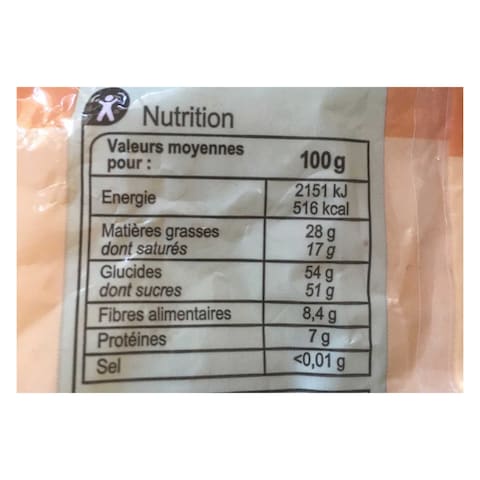 Nutrition
Valeurs moyennes
pour : 100g
Energie 2151 kJ
516 kcal
Matières grasses 28 g
dont saturés 17 g
Glucides 54 g
dont sucres 51 g
Fibres alimentaires 8,4 g
Protéines 7 g
Sel <0,01 g